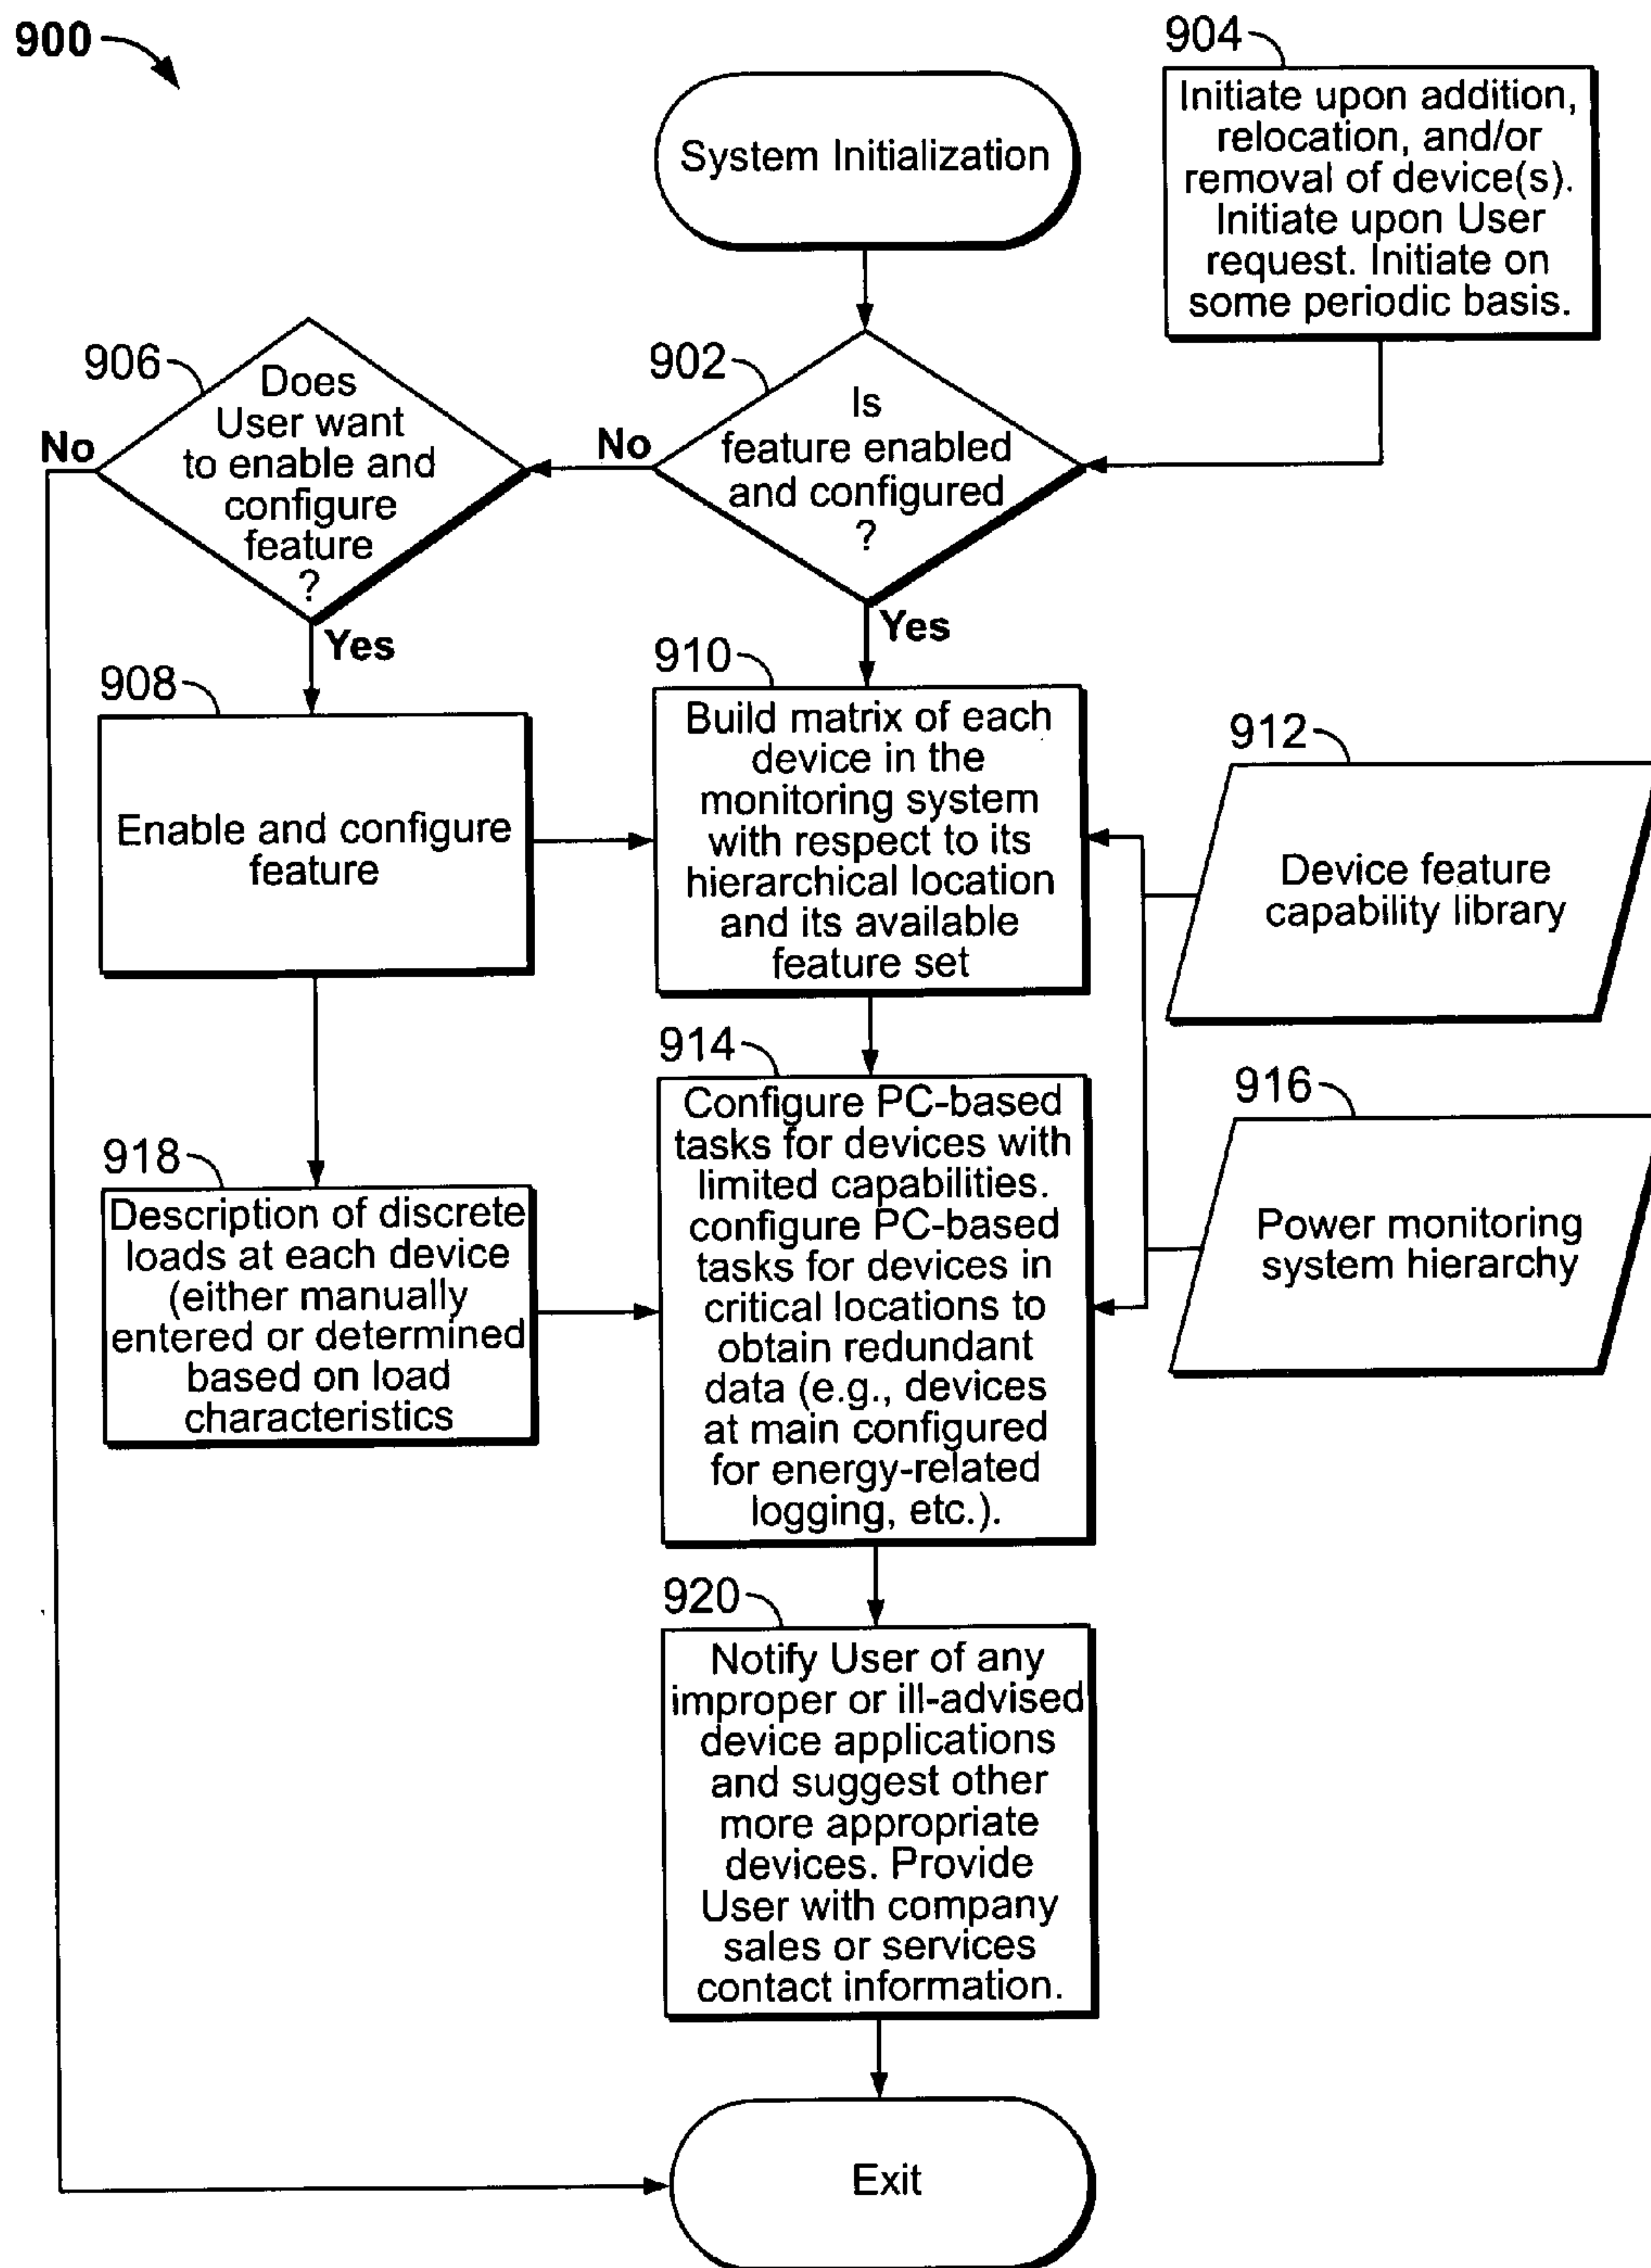 900
904
Initiate upon addition,
relocation, and/or
removal of device(s).
Initiate upon User
request. Initiate on
some periodic basis.
System Initialization
906
Does
User want
to enable and
configure
feature
?
No
Yes
902
Is
feature enabled
and configured
?
No
Yes
908
Enable and configure
feature
910
Build matrix of each
device in the
monitoring system
with respect to its
hierarchical location
and its available
feature set
912
Device feature
capability library
914
Configure PC-based
tasks for devices with
limited capabilities.
configure PC-based
tasks for devices in
critical locations to
obtain redundant
data (e.g., devices
at main configured
for energy-related
logging, etc.).
916
Power monitoring
system hierarchy
918
Description of discrete
loads at each device
(either manually
entered or determined
based on load
characteristics
920
Notify User of any
improper or ill-advised
device applications
and suggest other
more appropriate
devices. Provide
User with company
sales or services
contact information.
Exit